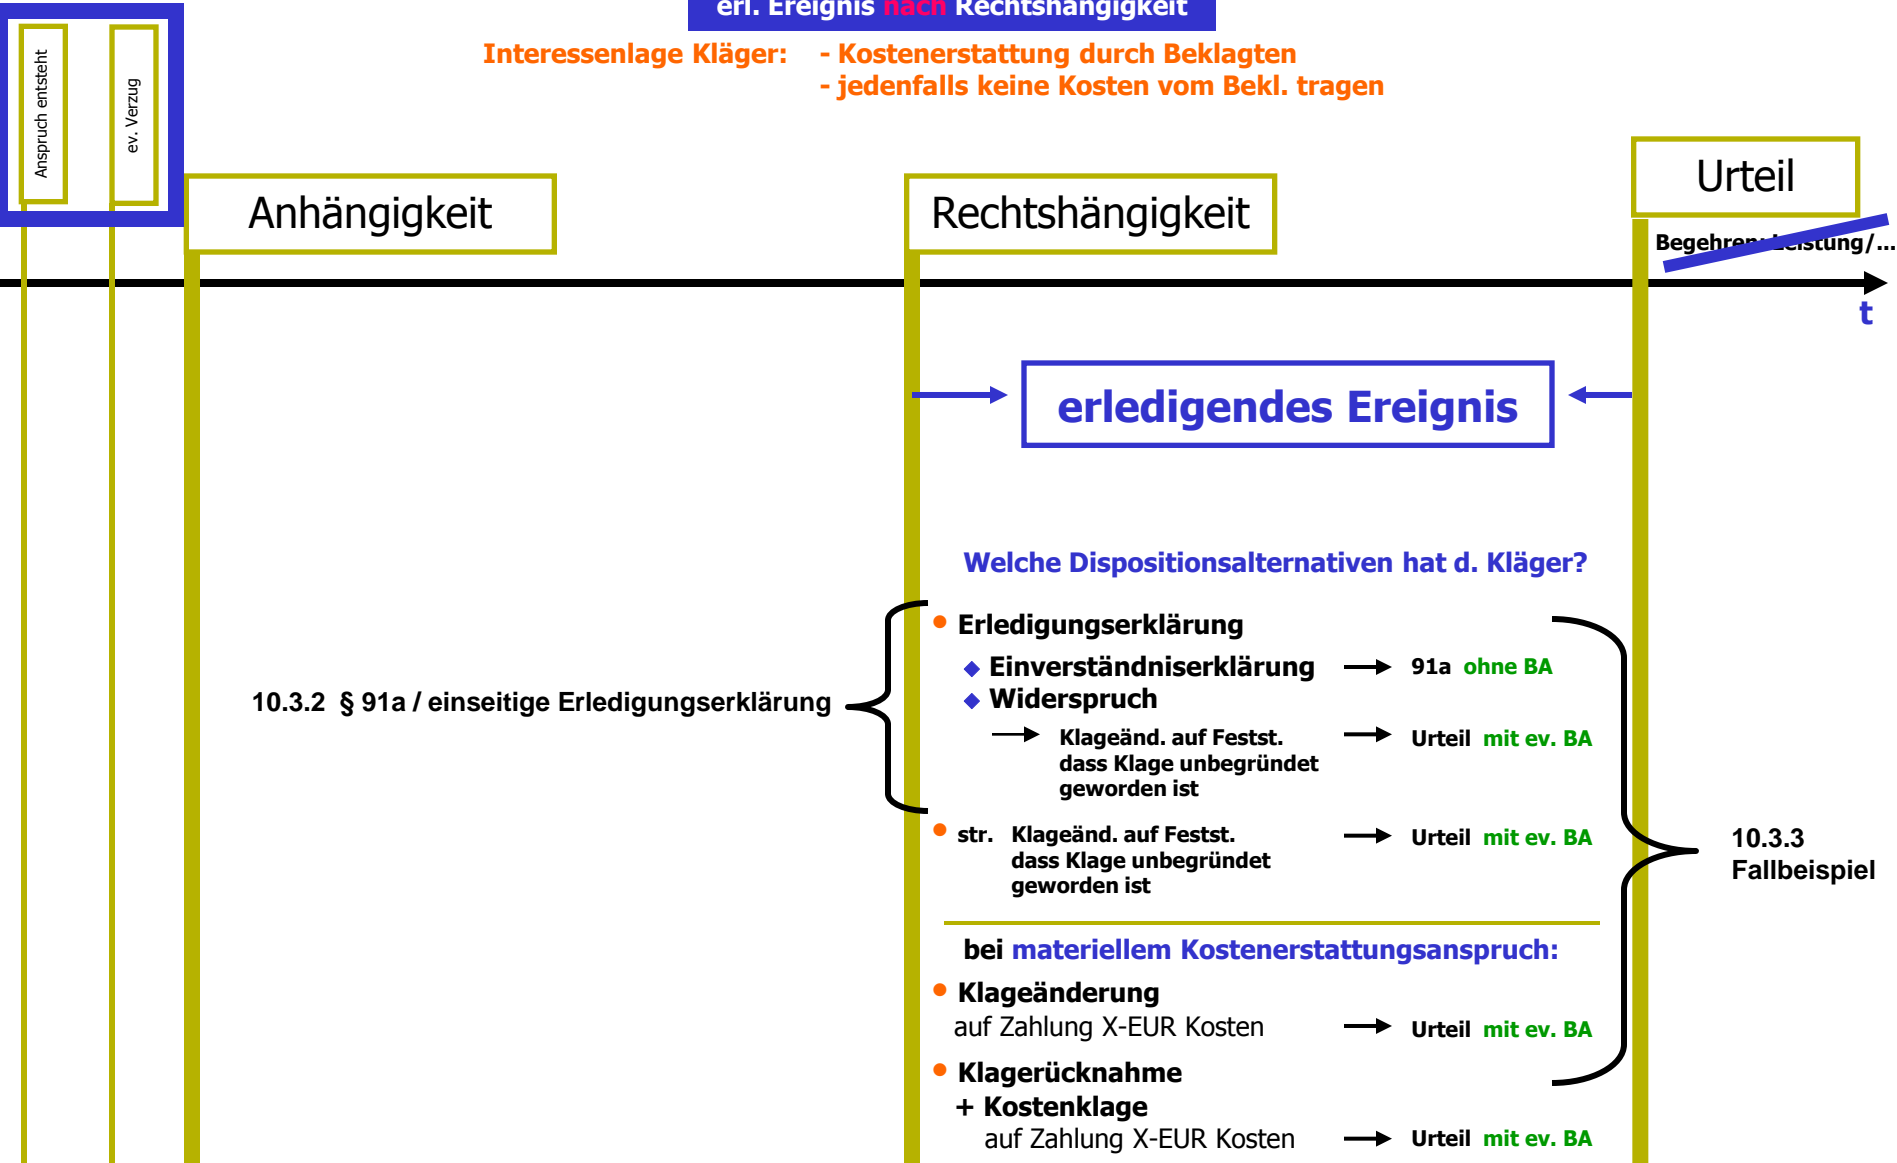 erl. Ereignis nach Rechtshängigkeit
Interessenlage Kläger: - Kostenerstattung durch Beklagten
- jedenfalls keine Kosten vom Bekl. tragen
Anspruch entsteht
ev. Verzug
Anhängigkeit
Rechtshängigkeit
Urteil
Begehren: Leistung/...
t
erledigendes Ereignis
Welche Dispositionsalternativen hat d. Kläger?
• Erledigungserklärung
◆ Einverständniserklärung → 91a ohne BA
◆ Widerspruch
10.3.2 § 91a / einseitige Erledigungserklärung
→ Klageänd. auf Festst. → Urteil mit ev. BA
dass Klage unbegründet
geworden ist
• str. Klageänd. auf Festst. → Urteil mit ev. BA
dass Klage unbegründet
geworden ist
10.3.3
Fallbeispiel
bei materiellem Kostenerstattungsanspruch:
• Klageänderung
auf Zahlung X-EUR Kosten → Urteil mit ev. BA
• Klagerücknahme
+ Kostenklage
auf Zahlung X-EUR Kosten → Urteil mit ev. BA